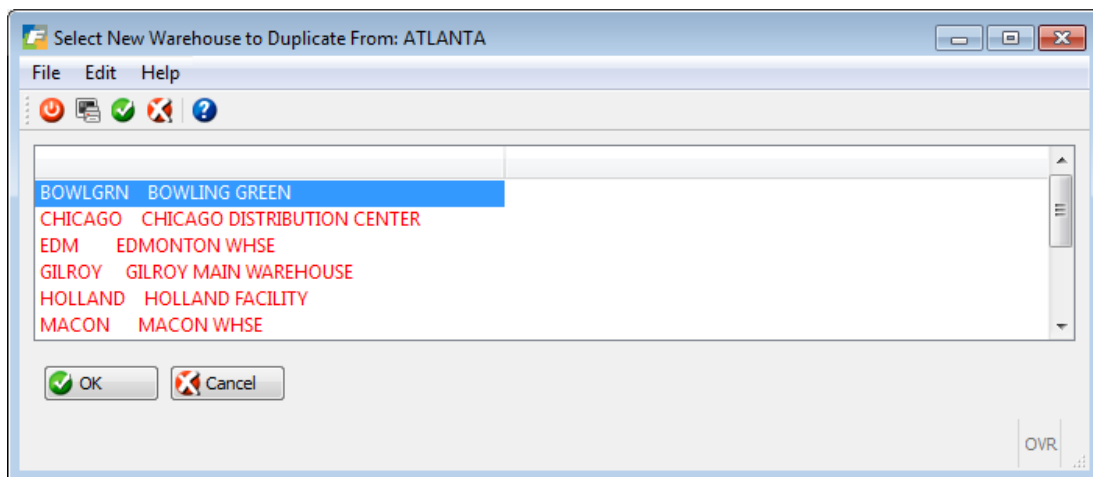 Select New Warehouse to Duplicate From: ATLANTA
File Edit Help
BOWLGRN BOWLING GREEN
CHICAGO CHICAGO DISTRIBUTION CENTER
EDM EDMONTON WHSE
GILROY GILROY MAIN WAREHOUSE
HOLLAND HOLLAND FACILITY
MACON MACON WHSE
OK Cancel
OVR